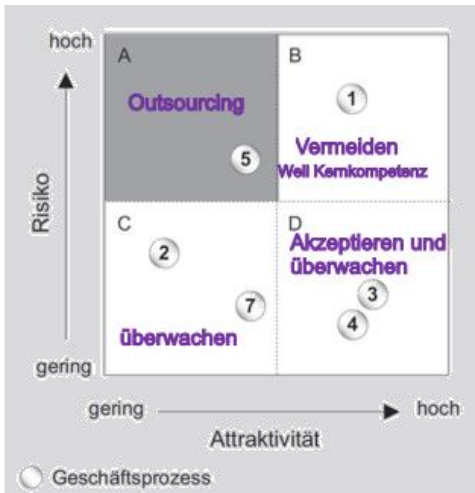 hoch
A
B
Outsourcing
1
5
Vermeiden
Weil Kernkompetenz
Risiko
C
D
Akzeptieren und
überwachen
2
3
7
4
überwachen
gering
gering
hoch
Attraktivität
Geschäftsprozess